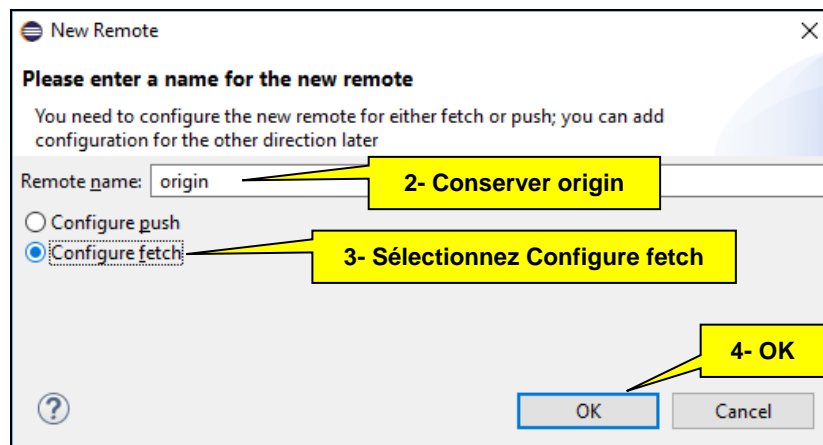 New Remote
Please enter a name for the new remote
You need to configure the new remote for either fetch or push; you can add
configuration for the other direction later
Remote name: origin
2- Conserver origin
Configure push
Configure fetch
3- Sélectionnez Configure fetch
4- OK
?
OK
Cancel